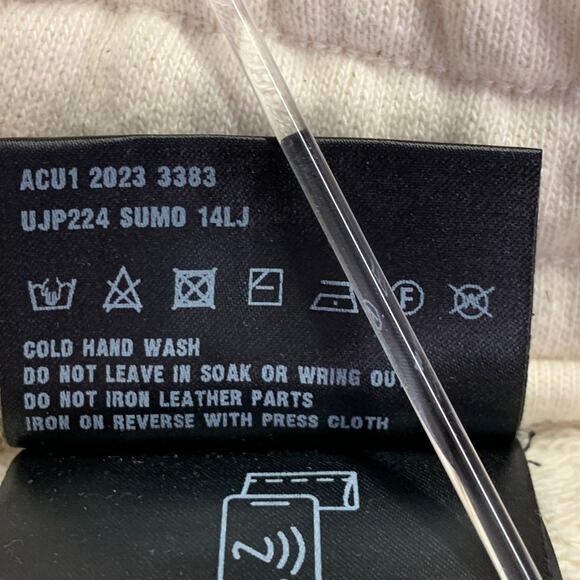 ACU1 2023 3383
UJP224 SUMO 14LJ
F
COLD HAND WASH
DO NOT LEAVE IN SOAK OR WRING
DO NOT IRON LEATHER PARTS
IRON ON REVERSE WITH PRESS CLOTH